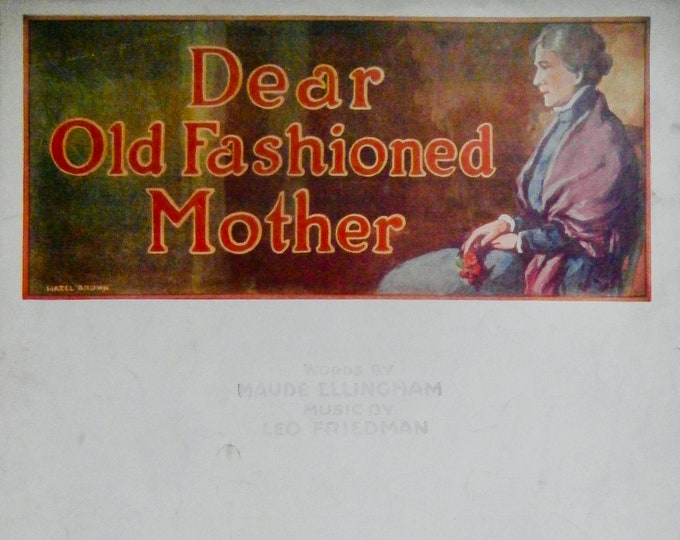 Dear
Old Fashioned
Mother
HAZEL BROWN
WORDS BY
MAUDE ELLINGHAM
MUSIC BY
LEO FRIEDMAN